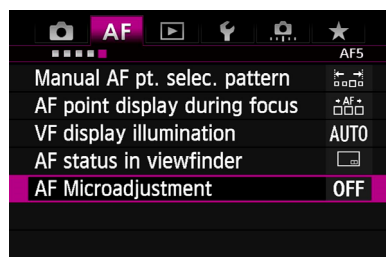 AF
AF5
Manual AF pt. selec. pattern
AF point display during focus
AF
VF display illumination AUTO
AF status in viewfinder
AF Microadjustment OFF